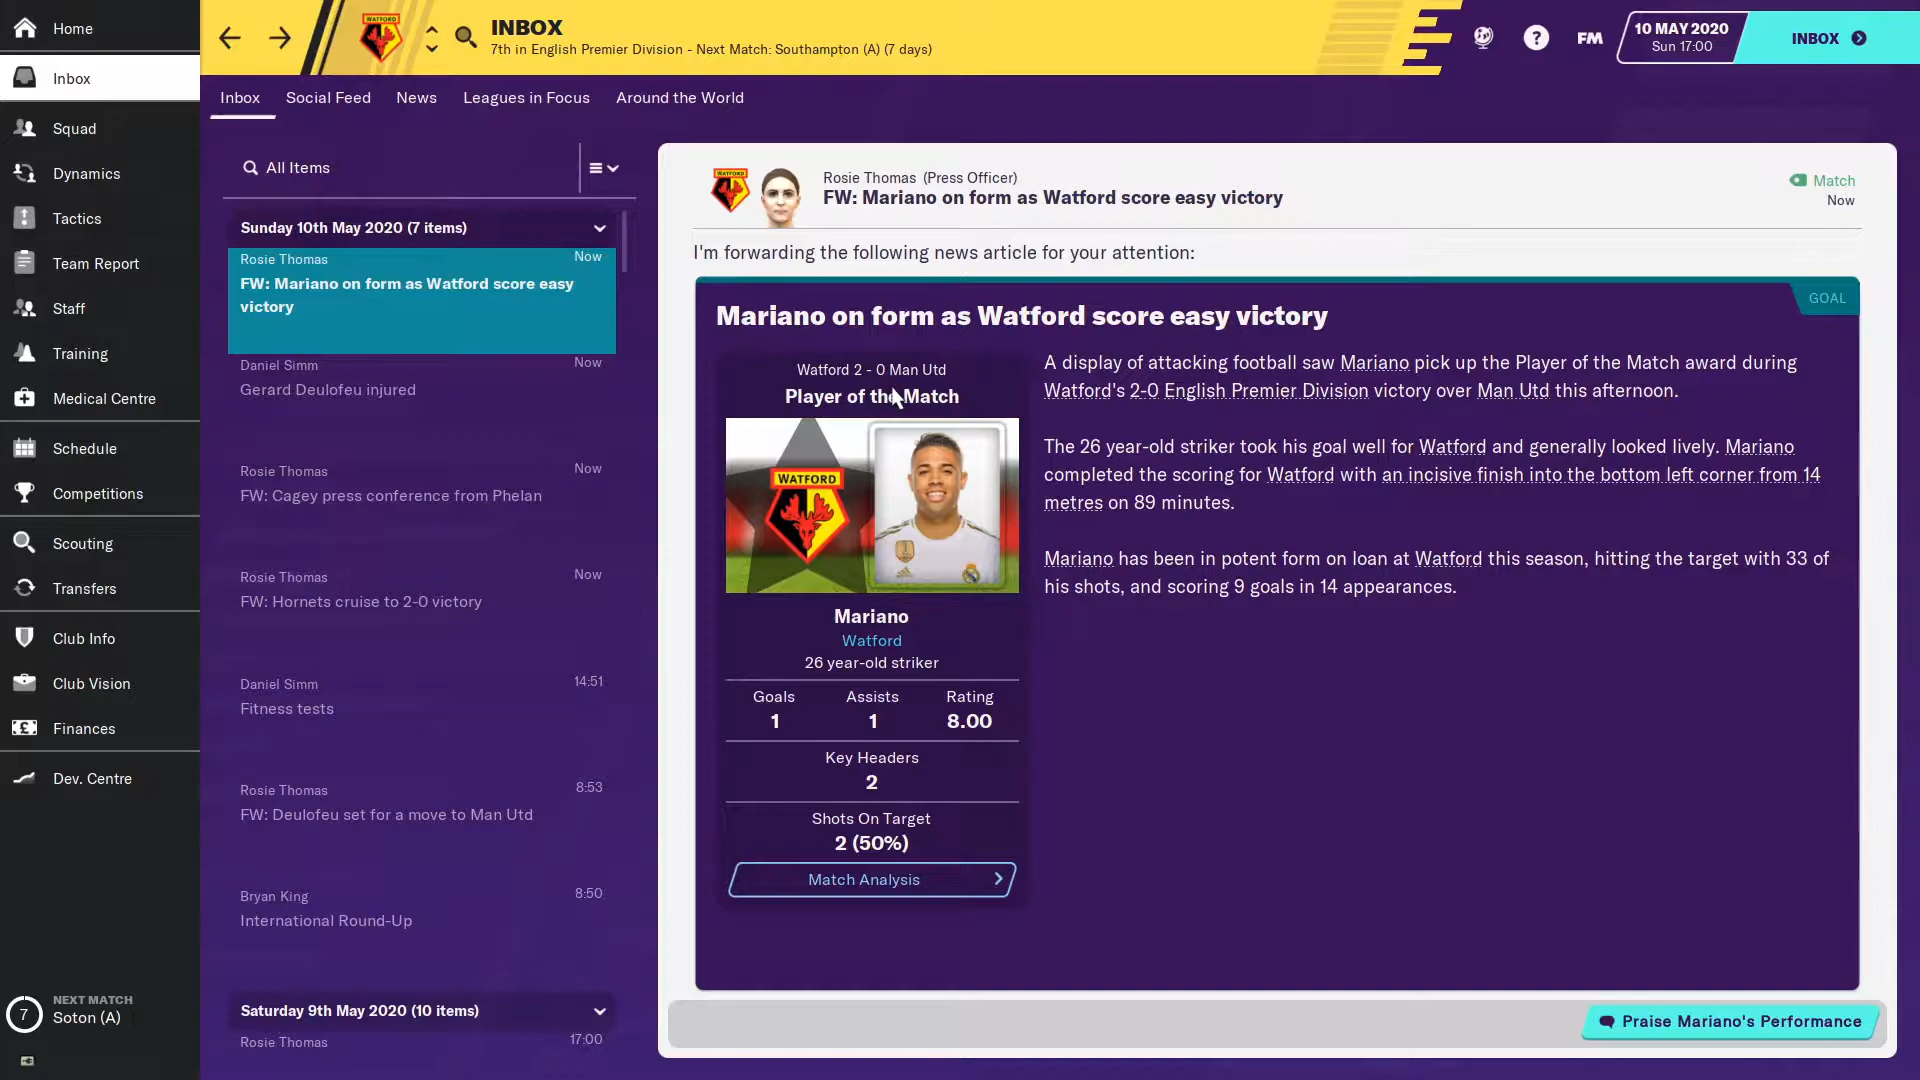 Home
Inbox
Squad
Dynamics
Tactics
Team Report
Staff
Training
Medical Centre
Schedule
Competitions
Scouting
Transfers
Club Info
Club Vision
Finances
Dev. Centre
7
NEXT MATCH
Soton (A)
WATFORD
INBOX
7th in English Premier Division - Next Match: Southampton (A) (7 days)
?
FM
10 MAY 2020
Sun 17:00
INBOX
Inbox
Social Feed
News
Leagues in Focus
Around the World
All Items
Sunday 10th May 2020 (7 items)
Rosie Thomas
Now
FW: Mariano on form as Watford score easy
victory
Daniel Simm
Now
Gerard Deulofeu injured
Rosie Thomas
Now
FW: Cagey press conference from Phelan
Rosie Thomas
Now
FW: Hornets cruise to 2-0 victory
Daniel Simm
14:51
Fitness tests
Rosie Thomas
8:53
FW: Deulofeu set for a move to Man Utd
Bryan King
8:50
International Round-Up
Saturday 9th May 2020 (10 items)
Rosie Thomas
17:00
WATFORD
Rosie Thomas (Press Officer)
FW: Mariano on form as Watford score easy victory
Match
Now
I'm forwarding the following news article for your attention:
GOAL
Mariano on form as Watford score easy victory
Watford 2 - 0 Man Utd
Player of the Match
WATFORD
Mariano
Watford
26 year-old striker
Goals
Assists
Rating
1
1
8.00
Key Headers
2
Shots On Target
2 (50%)
Match Analysis
A display of attacking football saw Mariano pick up the Player of the Match award during
Watford's 2-0 English Premier Division victory over Man Utd this afternoon.
The 26 year-old striker took his goal well for Watford and generally looked lively. Mariano
completed the scoring for Watford with an incisive finish into the bottom left corner from 14
metres on 89 minutes.
Mariano has been in potent form on loan at Watford this season, hitting the target with 33 of
his shots, and scoring 9 goals in 14 appearances.
Praise Mariano's Performance